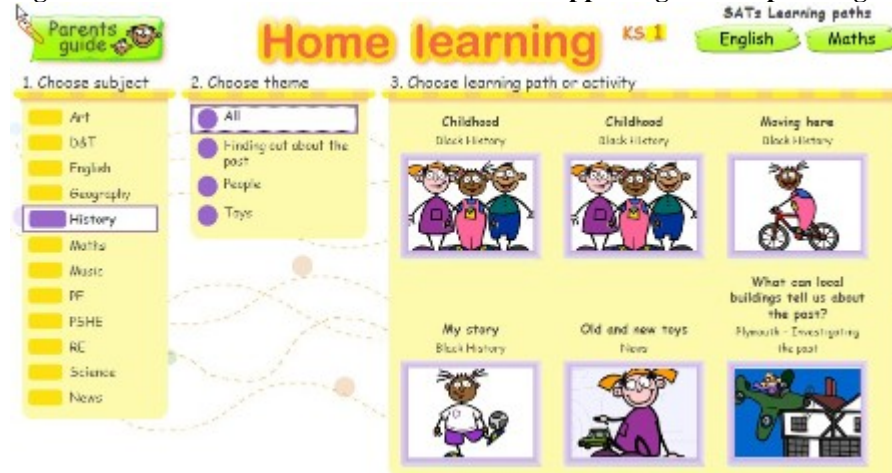 Parents guide
Home learning
KS 1
SATs Learning paths
English
Maths
1. Choose subject
Art
D&T
English
Geography
History
Maths
Music
PE
PSHE
RE
Science
News
2. Choose theme
All
Finding out about the
past
People
Toys
3. Choose learning path or activity
Childhood
Black History
Childhood
Black History
Moving here
Black History
My story
Black History
Old and new toys
News
What can local
buildings tell us about
the past?
Plymouth - Investigating
the past